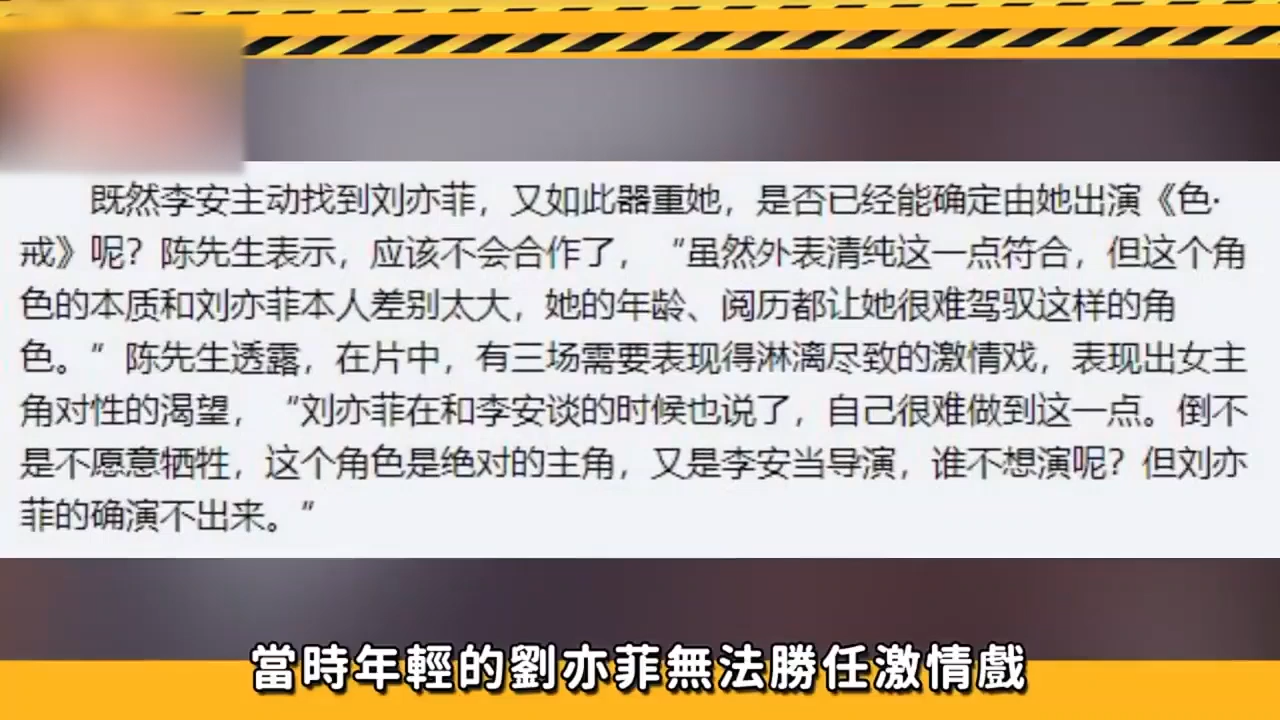 既然李安主动找到刘亦菲，又如此器重她，是否已经能确定由她出演《色·
戒》呢？陈先生表示，应该不会合作了，“虽然外表清纯这一点符合，但这个角
色的本质和刘亦菲本人差别太大，她的年龄、阅历都让她很难驾驭这样的角
色。”陈先生透露，在片中，有三场需要表现得淋漓尽致的激情戏，表现出女主
角对性的渴望，“刘亦菲在和李安谈的时候也说了，自己很难做到这一点。倒不
是不愿意牺牲，这个角色是绝对的主角，又是李安当导演，谁不想演呢？但刘亦
菲的确演不出来。”
當時年輕的劉亦菲無法勝任激情戲